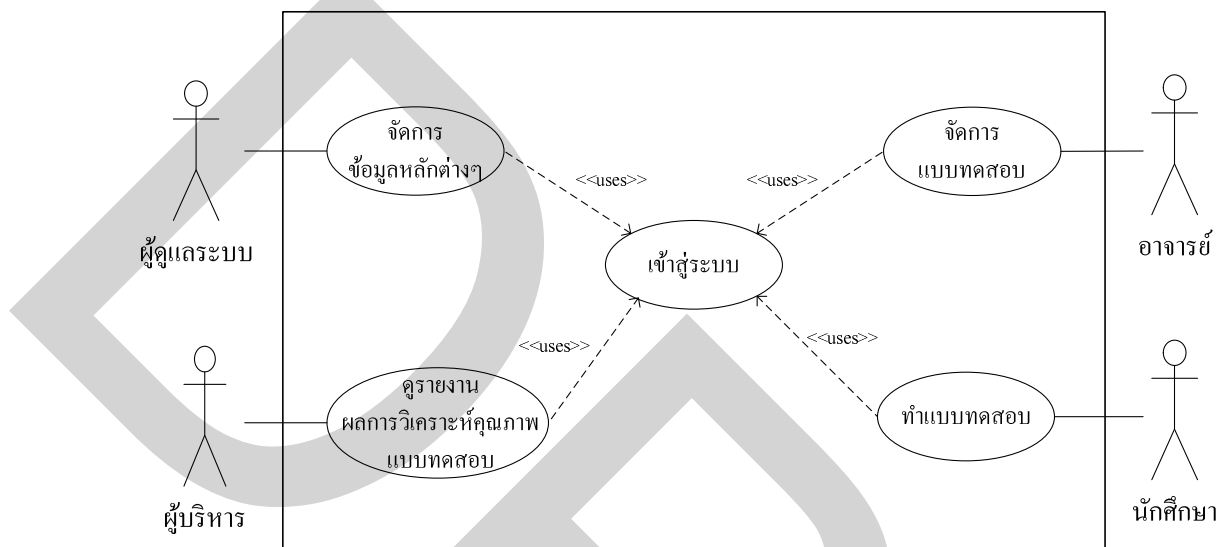 จัดการ
ข้อมูลหลักต่างๆ
จัดการ
แบบทดสอบ
<<uses>>
<<uses>>
ผู้ดูแลระบบ
อาจารย์
เข้าสู่ระบบ
<<uses>>
<<uses>>
ดูรายงาน
ผลการวิเคราะห์คุณภาพ
แบบทดสอบ
ทำแบบทดสอบ
ผู้บริหาร
นักศึกษา